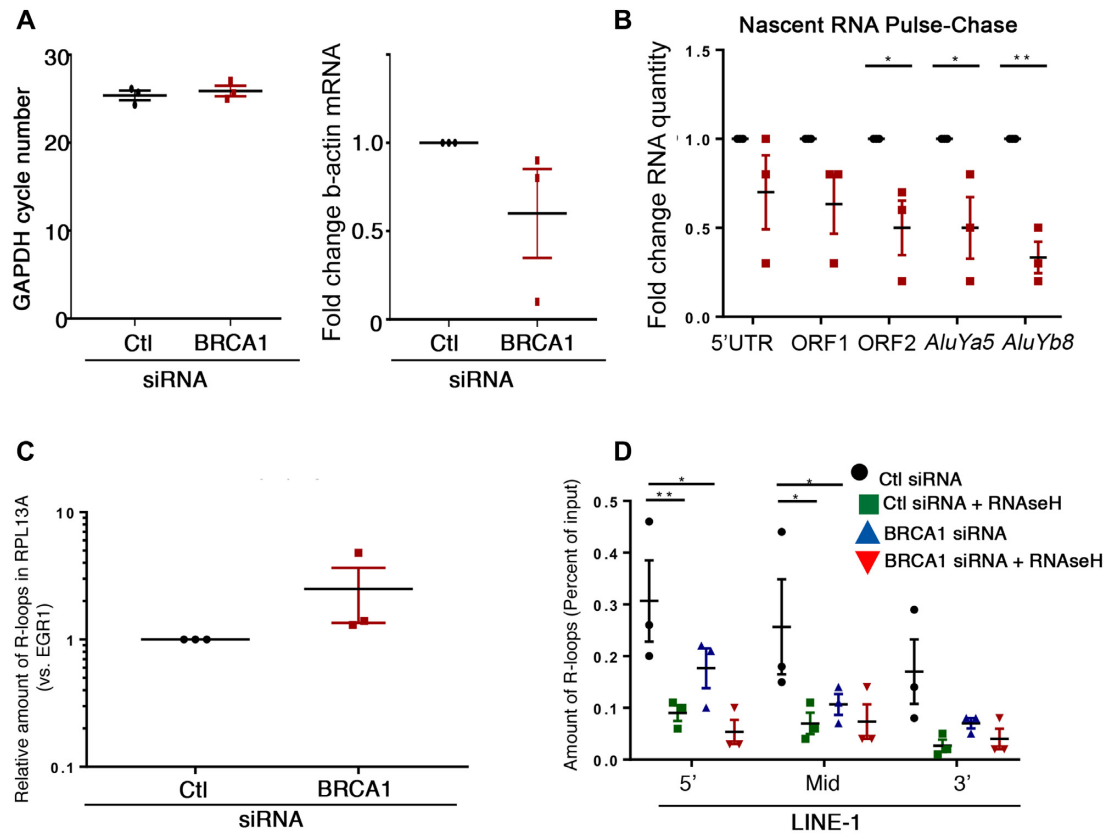 A
GAPDH cycle number
30
20
10
0
Ctl
BRCA1
siRNA
Fold change b-actin mRNA
1.0
0.5
0
Ctl
BRCA1
siRNA
B
Nascent RNA Pulse-Chase
Fold change RNA quantity
1.5
1.0
0.5
0.0
*
*
**
5'UTR
ORF1
ORF2
AluYa5
AluYb8
C
Relative amount of R-loops in RPL13A
(vs. EGR1)
10
1
0.1
Ctl
BRCA1
siRNA
D
Ctl siRNA
Ctl siRNA + RNAseH
BRCA1 siRNA
BRCA1 siRNA + RNAseH
Amount of R-loops (Percent of input)
0.5
0.4
0.3
0.2
0.1
0.0
*
**
*
*
5'
Mid
3'
LINE-1